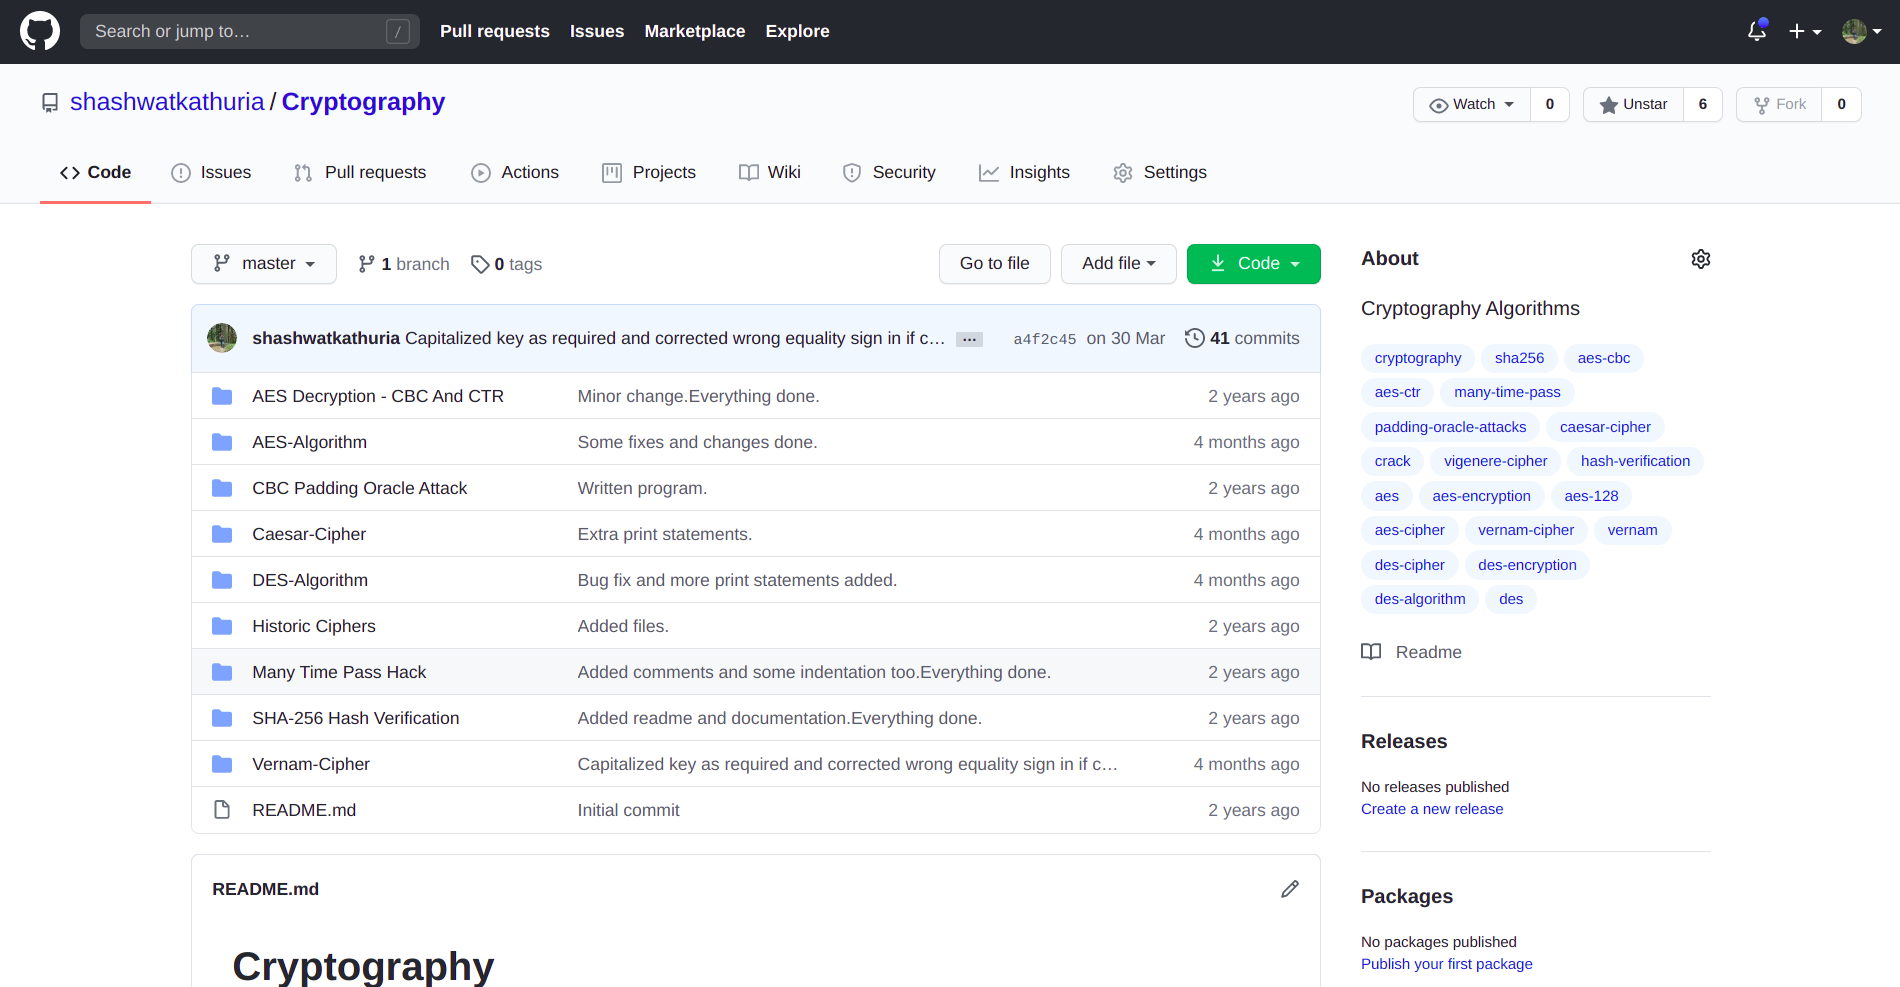 Search or jump to… /
Pull requests Issues Marketplace Explore
shashwatkathuria / Cryptography
Watch 0 Unstar 6 Fork 0
Code Issues Pull requests Actions Projects Wiki Security Insights Settings
master 1 branch 0 tags Go to file Add file Code
shashwatkathuria Capitalized key as required and corrected wrong equality sign in if c… … a4f2c45 on 30 Mar 41 commits
AES Decryption - CBC And CTR Minor change.Everything done. 2 years ago
AES-Algorithm Some fixes and changes done. 4 months ago
CBC Padding Oracle Attack Written program. 2 years ago
Caesar-Cipher Extra print statements. 4 months ago
DES-Algorithm Bug fix and more print statements added. 4 months ago
Historic Ciphers Added files. 2 years ago
Many Time Pass Hack Added comments and some indentation too.Everything done. 2 years ago
SHA-256 Hash Verification Added readme and documentation.Everything done. 2 years ago
Vernam-Cipher Capitalized key as required and corrected wrong equality sign in if c… 4 months ago
README.md Initial commit 2 years ago
README.md
Cryptography
About
Cryptography Algorithms
cryptography sha256 aes-cbc
aes-ctr many-time-pass
padding-oracle-attacks caesar-cipher
crack vigenere-cipher hash-verification
aes aes-encryption aes-128
aes-cipher vernam-cipher vernam
des-cipher des-encryption
des-algorithm des
Readme
Releases
No releases published
Create a new release
Packages
No packages published
Publish your first package